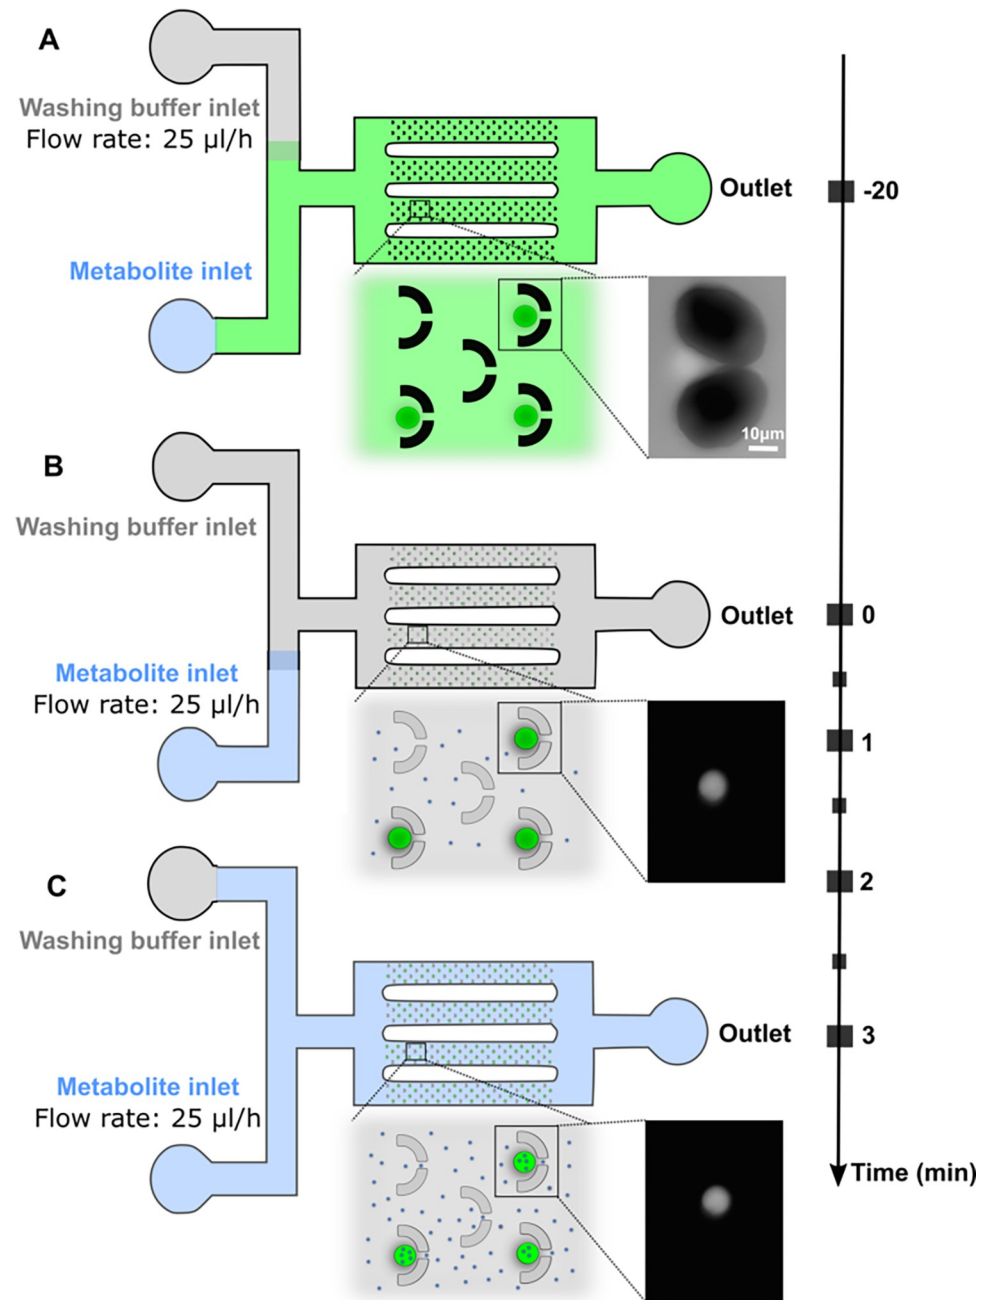 A
Washing buffer inlet
Flow rate: 25 µl/h
Metabolite inlet
Outlet
-20
10µm
B
Washing buffer inlet
Metabolite inlet
Flow rate: 25 µl/h
Outlet
0
1
2
C
Washing buffer inlet
Metabolite inlet
Flow rate: 25 µl/h
Outlet
3
Time (min)